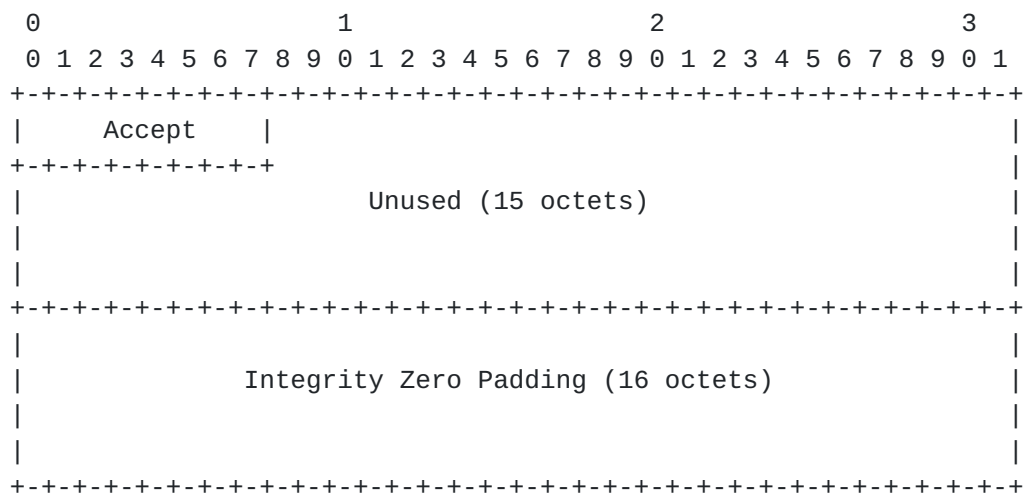 0                   1                   2                   3
 0 1 2 3 4 5 6 7 8 9 0 1 2 3 4 5 6 7 8 9 0 1 2 3 4 5 6 7 8 9 0 1
+-+-+-+-+-+-+-+-+-+-+-+-+-+-+-+-+-+-+-+-+-+-+-+-+-+-+-+-+-+-+-+-+
|     Accept    |                                               |
+-+-+-+-+-+-+-+-+                                               |
|                      Unused (15 octets)                       |
|                                                               |
|                                                               |
+-+-+-+-+-+-+-+-+-+-+-+-+-+-+-+-+-+-+-+-+-+-+-+-+-+-+-+-+-+-+-+-+
|                                                               |
|              Integrity Zero Padding (16 octets)               |
|                                                               |
|                                                               |
+-+-+-+-+-+-+-+-+-+-+-+-+-+-+-+-+-+-+-+-+-+-+-+-+-+-+-+-+-+-+-+-+